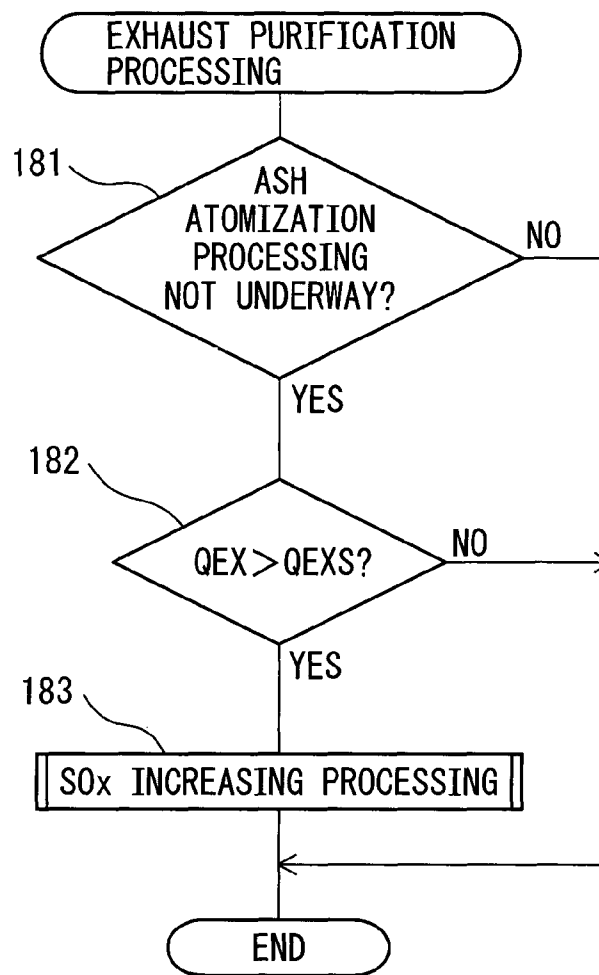 EXHAUST PURIFICATION
PROCESSING
181
ASH
ATOMIZATION
PROCESSING
NOT UNDERWAY?
NO
YES
182
QEX>QEXS?
NO
YES
183
SOx INCREASING PROCESSING
END